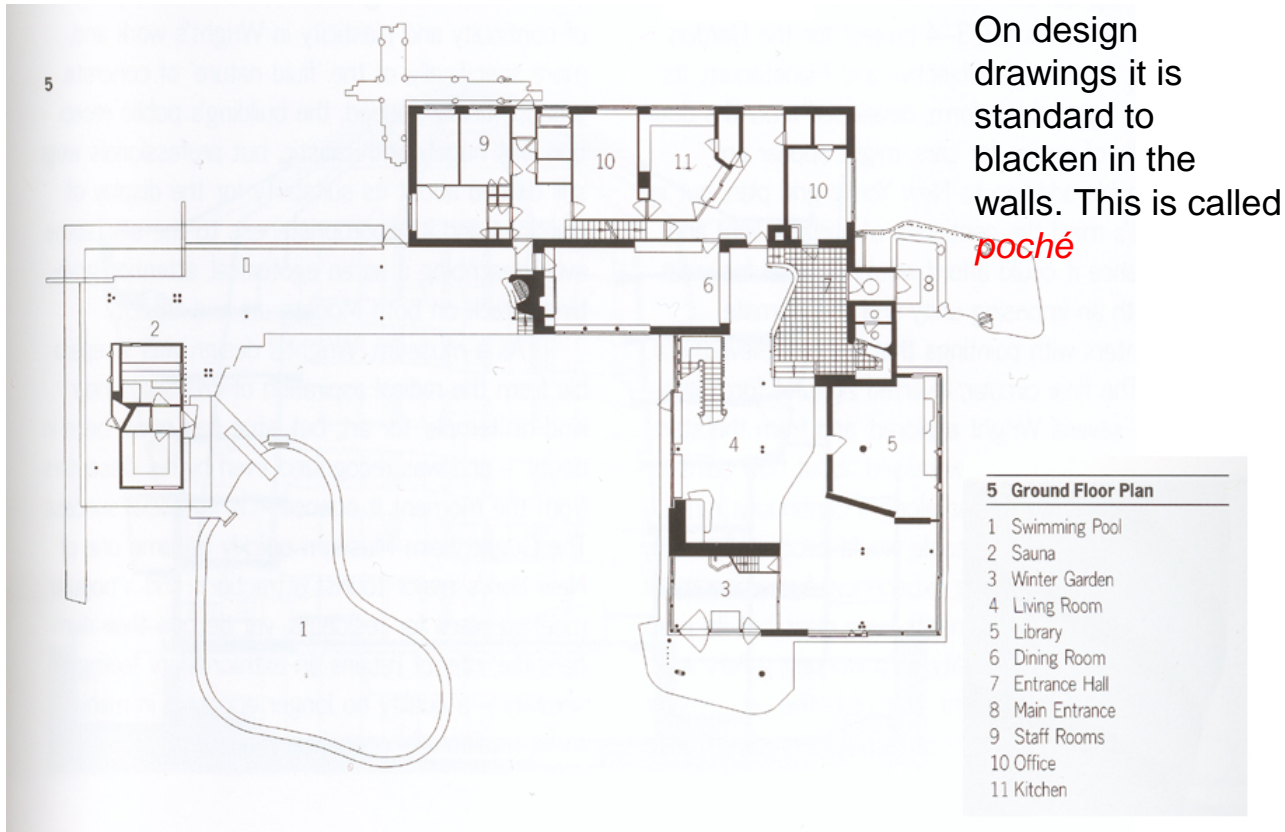 On design
drawings it is
standard to
blacken in the
walls. This is called
poché
5
9
10
11
10
8
7
6
2
4
5
3
1
5 Ground Floor Plan
1 Swimming Pool
2 Sauna
3 Winter Garden
4 Living Room
5 Library
6 Dining Room
7 Entrance Hall
8 Main Entrance
9 Staff Rooms
10 Office
11 Kitchen